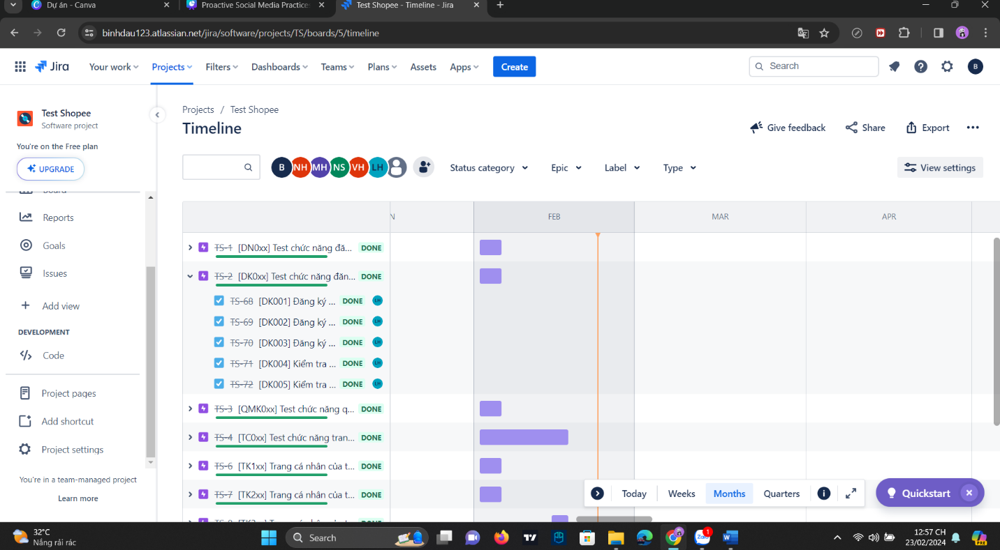 Dự án - Canva
Proactive Social Media Practice
Test Shopee - Timeline - Jira
binhdau123.atlassian.net/jira/software/projects/TS/boards/5/timeline
Jira
Your work
Projects
Filters
Dashboards
Teams
Plans
Assets
Apps
Create
Search
B
Test Shopee
Software project
You're on the Free plan
UPGRADE
Board
Reports
Goals
Issues
Add view
DEVELOPMENT
Code
Project pages
Add shortcut
Project settings
You're in a team-managed project
Learn more
Projects / Test Shopee
Timeline
Give feedback
Share
Export
B NH MH NS VH LH
Status category
Epic
Label
Type
View settings
FEB MAR APR
TS-1 [DN0xx] Test chức năng đă... DONE
TS-2 [DK0xx] Test chức năng đăn... DONE
TS-68 [DK001] Đăng ký ... DONE LH
TS-69 [DK002] Đăng ký ... DONE LH
TS-70 [DK003] Đăng ký ... DONE LH
TS-71 [DK004] Kiểm tra ... DONE LH
TS-72 [DK005] Kiểm tra ... DONE LH
TS-3 [QMK0xx] Test chức năng q... DONE
TS-4 [TC0xx] Test chức năng tran... DONE
TS-6 [TK1xx] Trang cá nhân của t... DONE
TS-7 [TK2xx] Trang cá nhân của t... DONE
Today
Weeks
Months
Quarters
Quickstart
32°C
Nắng rải rác
Search
Zalo
1
PRE
12:57 CH
23/02/2024